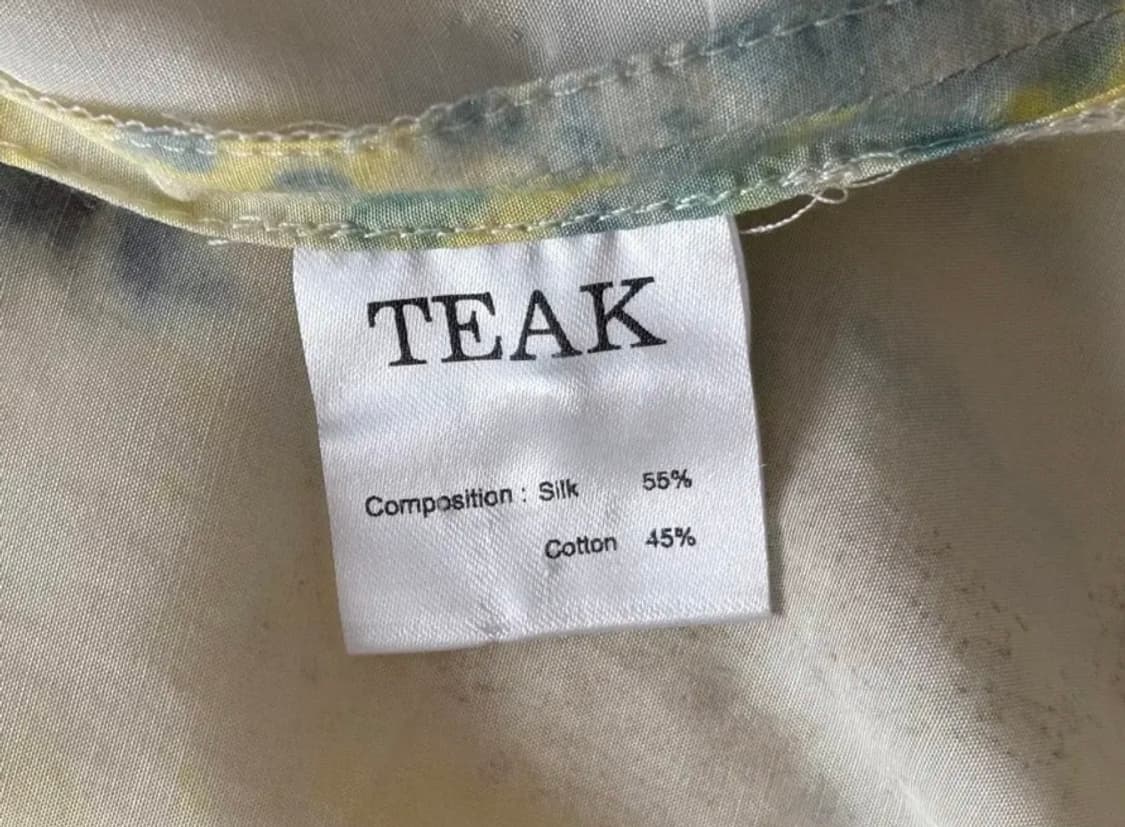 TEAK
Composition : Silk 55%
Cotton 45%